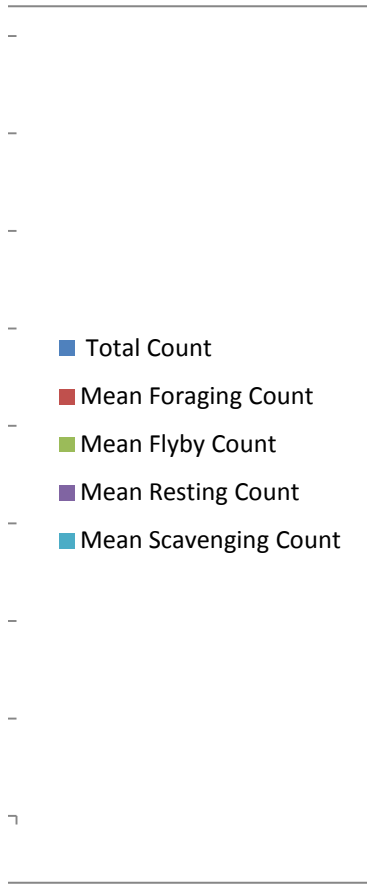 Total Count
Mean Foraging Count
Mean Flyby Count
Mean Resting Count
Mean Scavenging Count